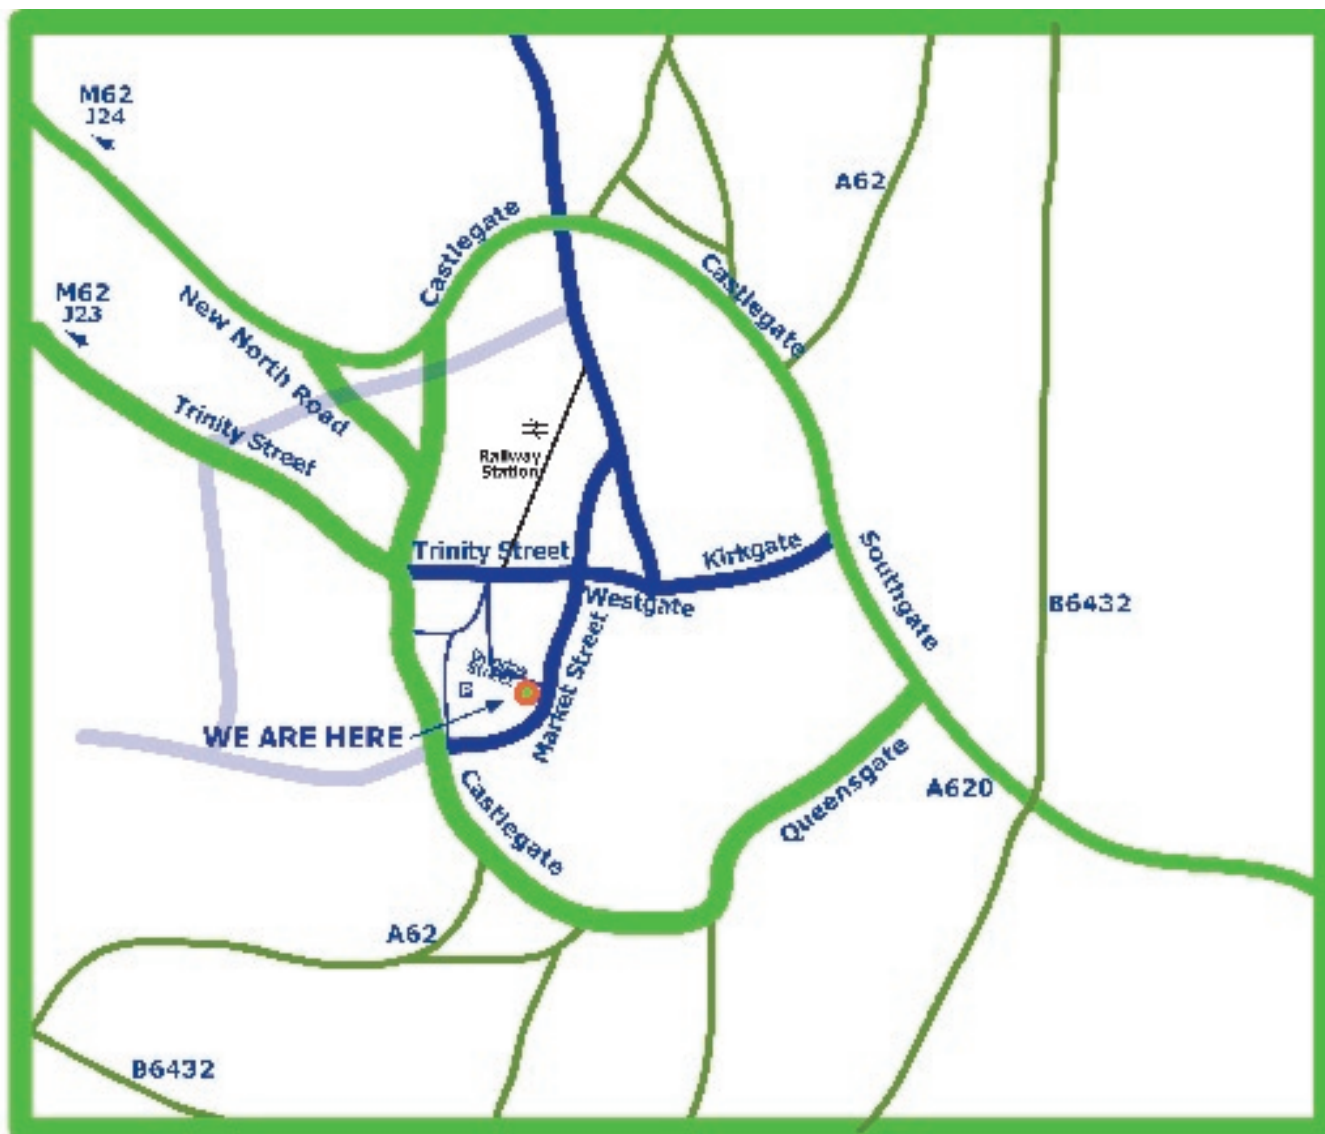 M62
J24
A62
Castlegate
Castlegate
M62
J23
New North Road
Trinity Street
Railway
Station
Trinity Street
Kirkgate
Southgate
Westgate
B6432
Market Street
Street
P
WE ARE HERE
Castlegate
Queensgate
A620
A62
B6432